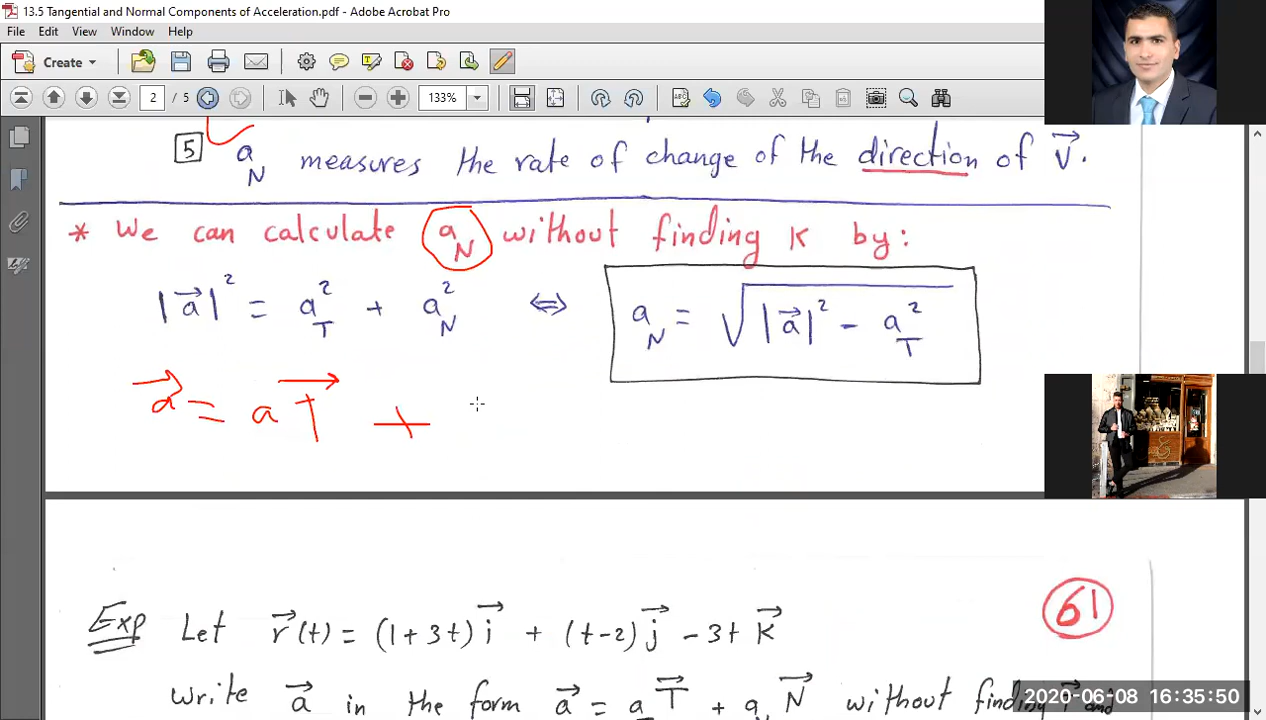 13.5 Tangential and Normal Components of Acceleration.pdf - Adobe Acrobat Pro
File Edit View Window Help
Create
2 / 5 133%
5 a_N measures the rate of change of the direction of v⃗.
* We can calculate a_N without finding K by:
|a⃗|² = a_T² + a_N² ⇔ a_N = √(|a⃗|² - a_T²)
a⃗ = a T⃗ +
61
Exp Let r⃗(t) = (1+3t) i⃗ + (t-2) j⃗ - 3t k⃗
write a⃗ in the form a⃗ = a_T T⃗ + a_N N⃗ without finding
2020-06-08 16:35:50